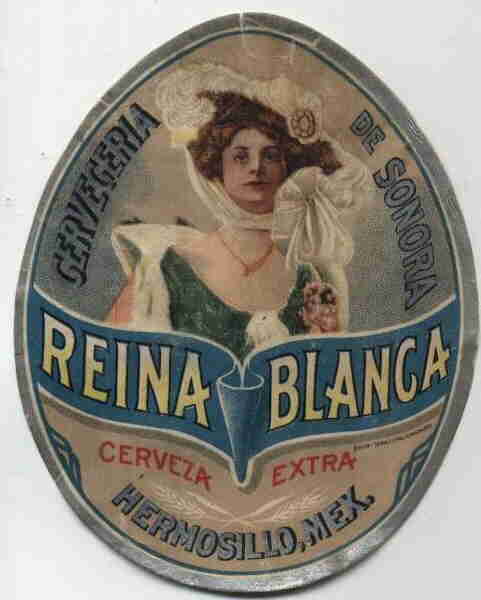 CERVECERIA
DE SONORA
REINA BLANCA
CERVEZA EXTRA
HERMOSILLO, MEX.